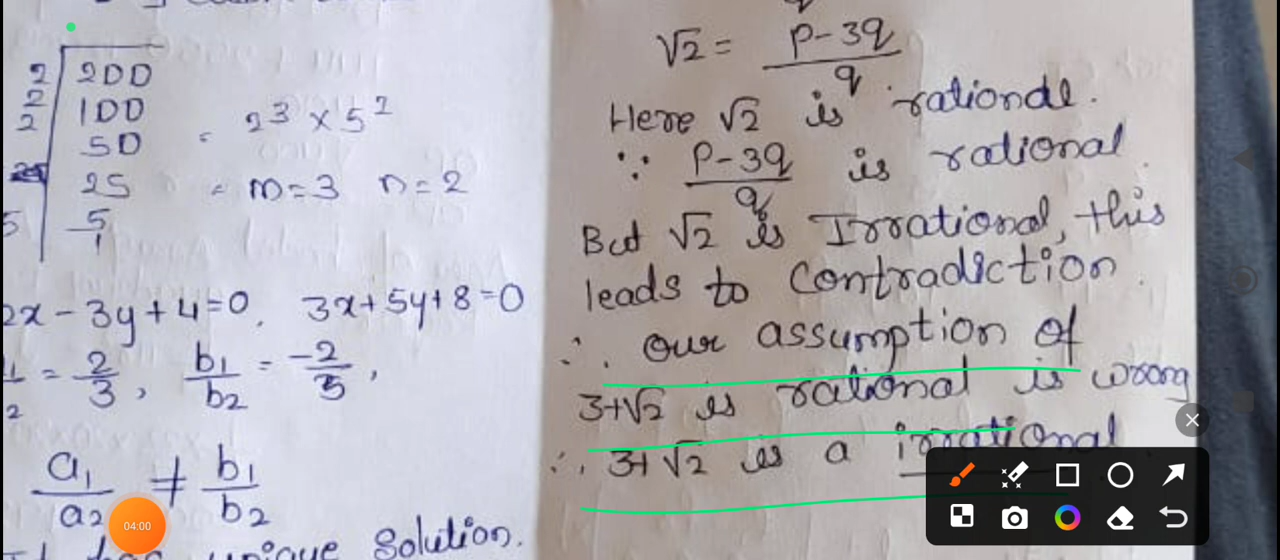 2 | 200
2 | 100
2 | 50
25
5 | 5
1
= 2³ × 5²
= m=3 n=2
2x - 3y + 4=0, 3x+5y+8=0
= 2/3, b₁/b₂ = -2/5,
a₁/a₂ ≠ b₁/b₂
unique solution.
√2 = p-3q/q
Here √2 is rationdl.
∵ p-3q/q is rational.
But √2 is Irrational, this
leads to Contradiction.
∴ our assumption of
3+√2 is rational is wrong
∴ 3+√2 is a irrational
04:00